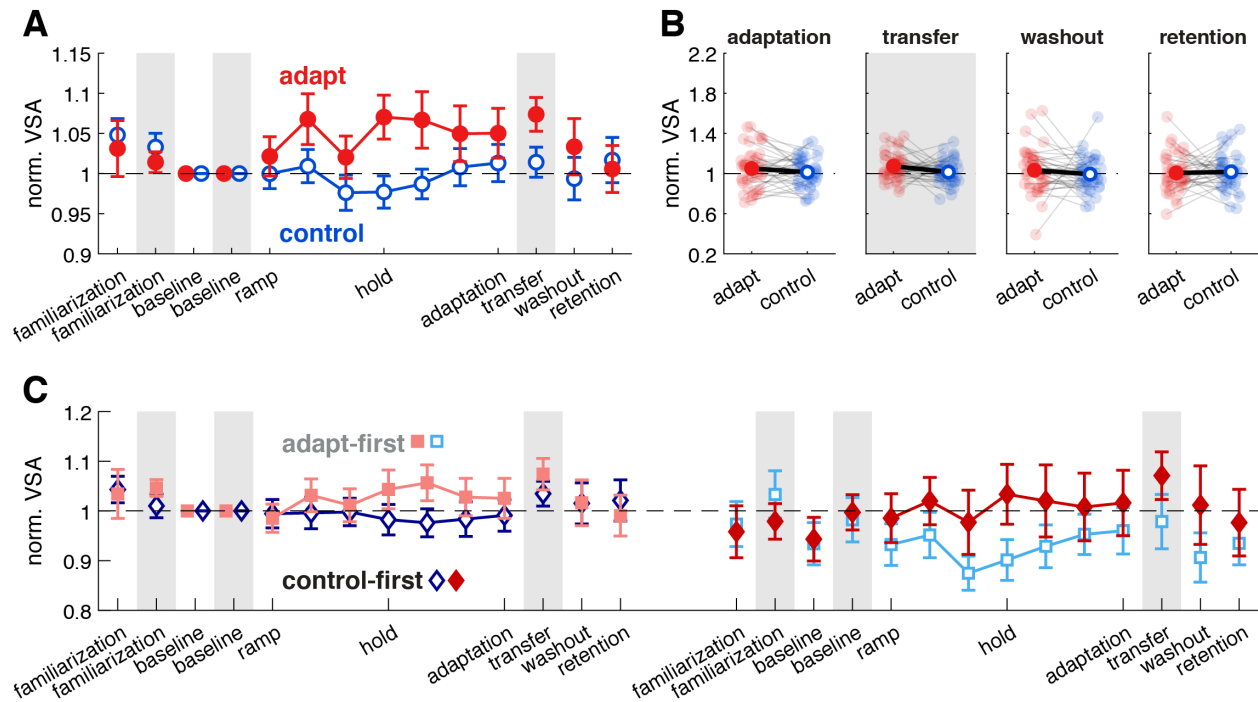 A
norm. VSA
1.15
1.1
1.05
1
0.95
0.9
adapt
control
familiarization
familiarization
baseline
baseline
ramp
hold
adaptation
transfer
washout
retention
B
adaptation
transfer
washout
retention
2.2
1.8
1.4
1
0.6
0.2
adapt
control
adapt
control
adapt
control
adapt
control
C
norm. VSA
1.2
1.1
1
0.9
0.8
adapt-first
control-first
familiarization
familiarization
baseline
baseline
ramp
hold
adaptation
transfer
washout
retention
familiarization
familiarization
baseline
baseline
ramp
hold
adaptation
transfer
washout
retention